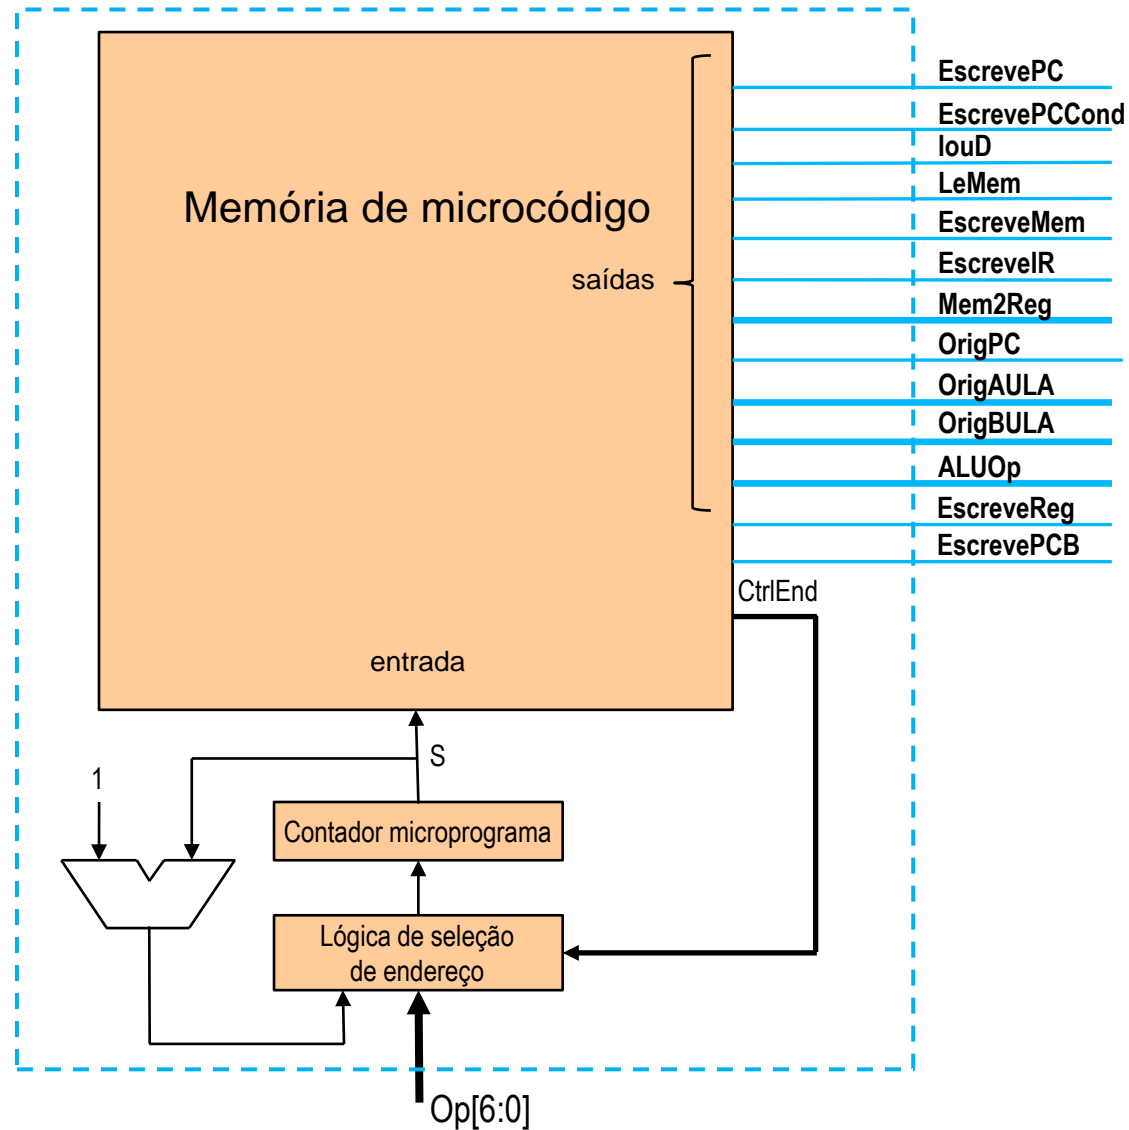 EscrevePC
EscrevePCCond
IouD
LeMem
Memória de microcódigo
EscreveMem
EscreveIR
saídas
Mem2Reg
OrigPC
OrigAULA
OrigBULA
ALUOp
EscreveReg
EscrevePCB
CtrlEnd
entrada
S
1
Contador microprograma
Lógica de seleção
de endereço
Op[6:0]